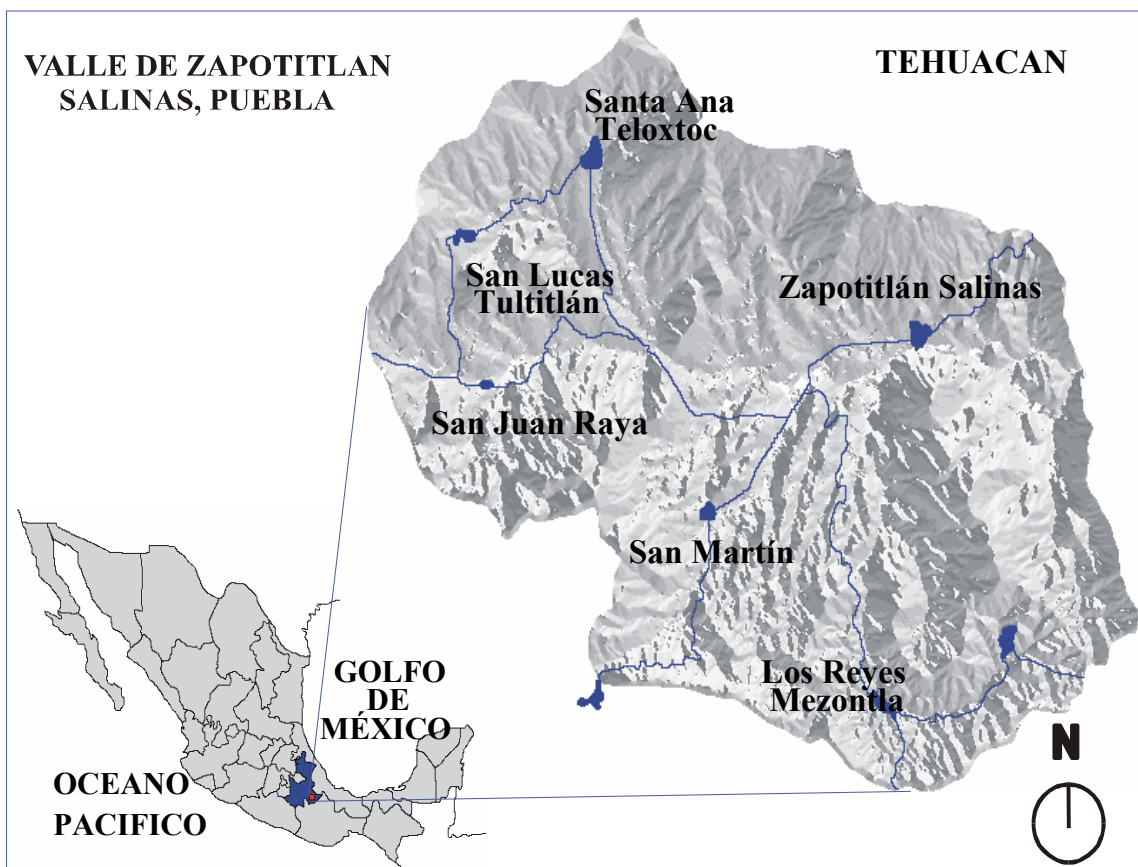 VALLE DE ZAPOTITLAN
SALINAS, PUEBLA
TEHUACAN
Santa Ana
Teloxtoc
San Lucas
Tultitlán
Zapotitlán Salinas
San Juan Raya
San Martín
Los Reyes
Mezontla
GOLFO
DE
MÉXICO
OCEANO
PACIFICO
N